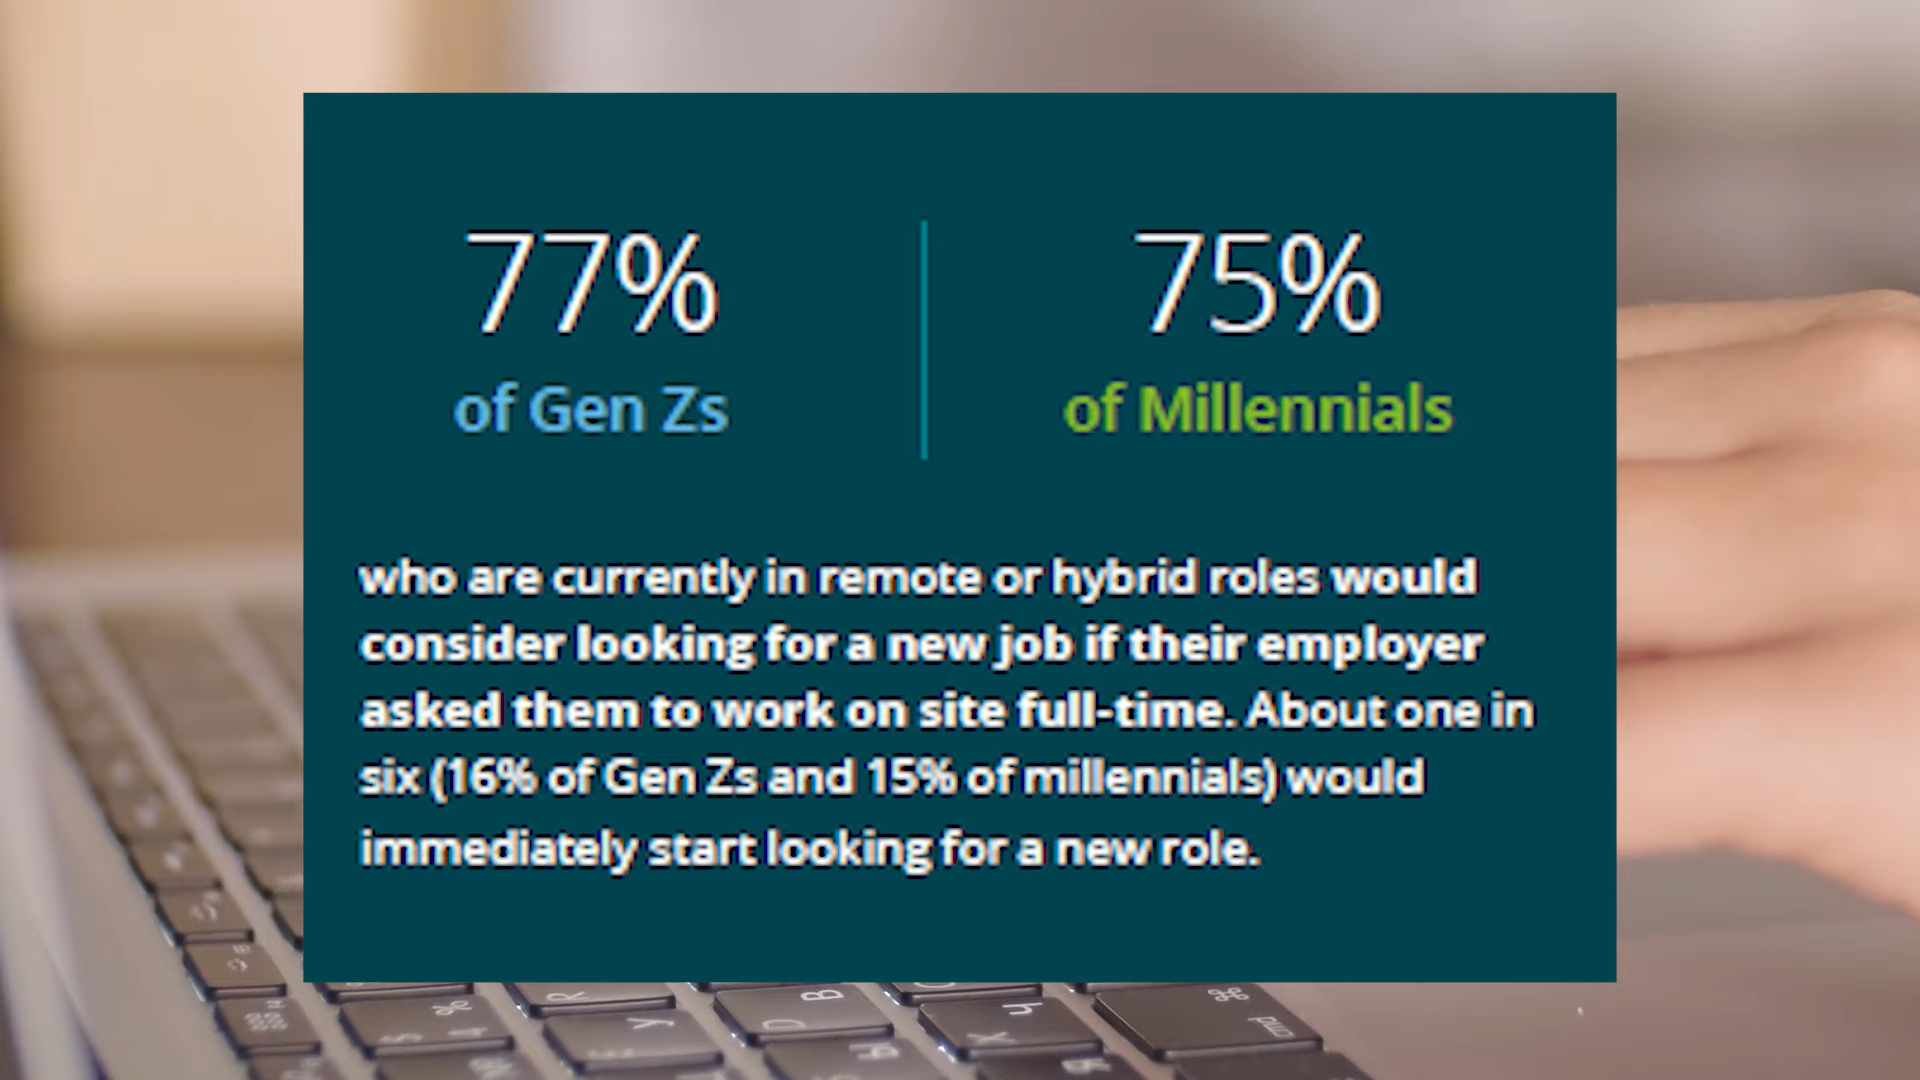 77%
75%
of Gen Zs
of Millennials
who are currently in remote or hybrid roles would
consider looking for a new job if their employer
asked them to work on site full-time. About one in
six (16% of Gen Zs and 15% of millennials) would
immediately start looking for a new role.